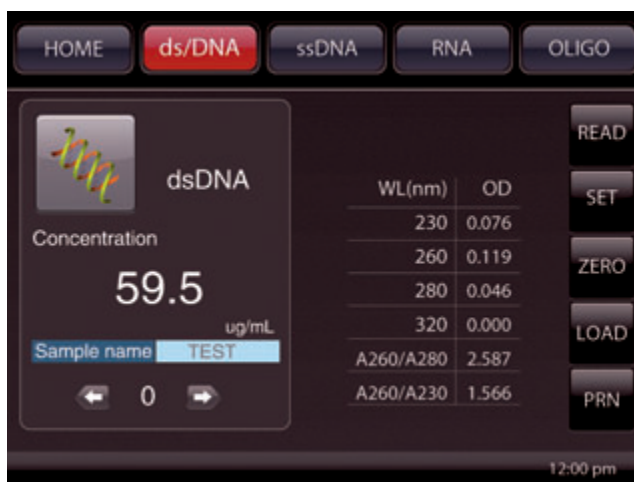 HOME ds/DNA ssDNA RNA OLIGO
dsDNA
Concentration
59.5
ug/mL
Sample name TEST
0
WL(nm) OD
230 0.076
260 0.119
280 0.046
320 0.000
A260/A280 2.587
A260/A230 1.566
READ
SET
ZERO
LOAD
PRN
12:00 pm